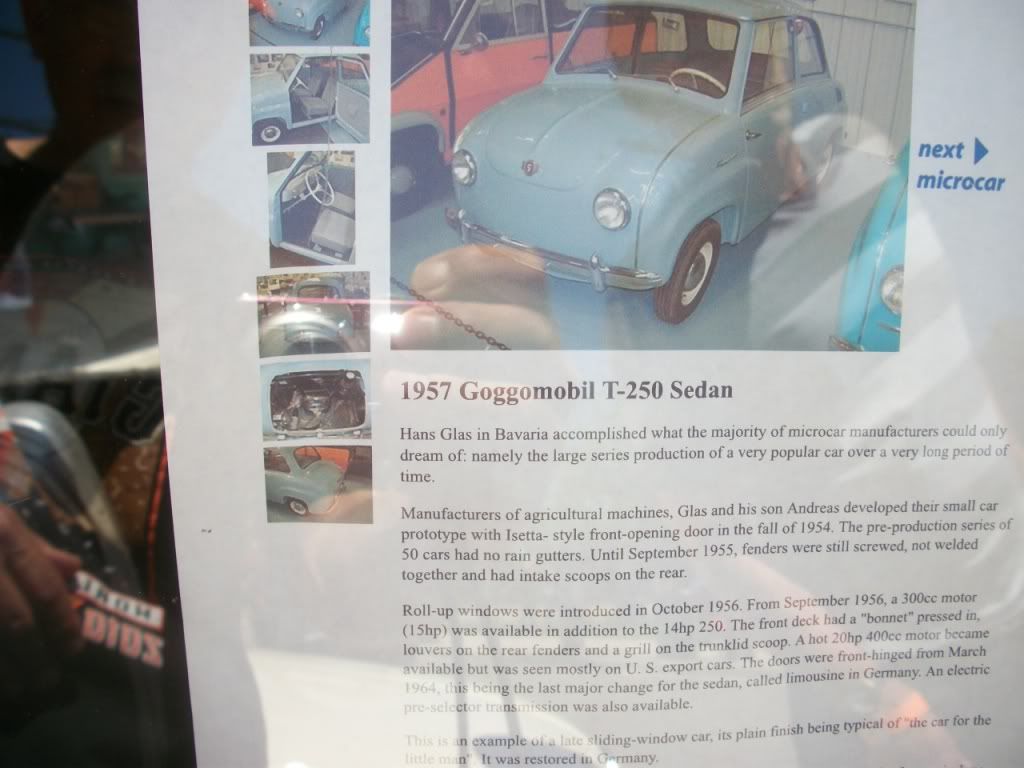 next
microcar
1957 Goggomobil T-250 Sedan
Hans Glas in Bavaria accomplished what the majority of microcar manufacturers could only
dream of: namely the large series production of a very popular car over a very long period of
time.
Manufacturers of agricultural machines, Glas and his son Andreas developed their small car
prototype with Isetta- style front-opening door in the fall of 1954. The pre-production series of
50 cars had no rain gutters. Until September 1955, fenders were still screwed, not welded
together and had intake scoops on the rear.
Roll-up windows were introduced in October 1956. From September 1956, a 300cc motor
(15hp) was available in addition to the 14hp 250. The front deck had a "bonnet" pressed in,
louvers on the rear fenders and a grill on the trunklid scoop. A hot 20hp 400cc motor became
available but was seen mostly on U. S. export cars. The doors were front-hinged from March
1964, this being the last major change for the sedan, called limousine in Germany. An electric
pre-selector transmission was also available.
This is an example of a late sliding-window car, its plain finish being typical of "the car for the
little man". It was restored in Germany.